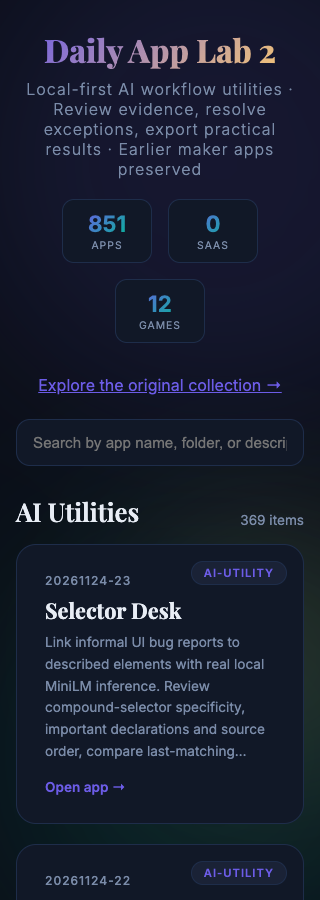 Daily App Lab 2
Local-first AI workflow utilities ·
Review evidence, resolve
exceptions, export practical
results · Earlier maker apps
preserved
851
APPS
0
SAAS
12
GAMES
Explore the original collection →
Search by app name, folder, or descri
AI Utilities
369 items
20261124-23
AI-UTILITY
Selector Desk
Link informal UI bug reports to
described elements with real local
MiniLM inference. Review
compound-selector specificity,
important declarations and source
order, compare last-matching...
Open app →
20261124-22
AI-UTILITY